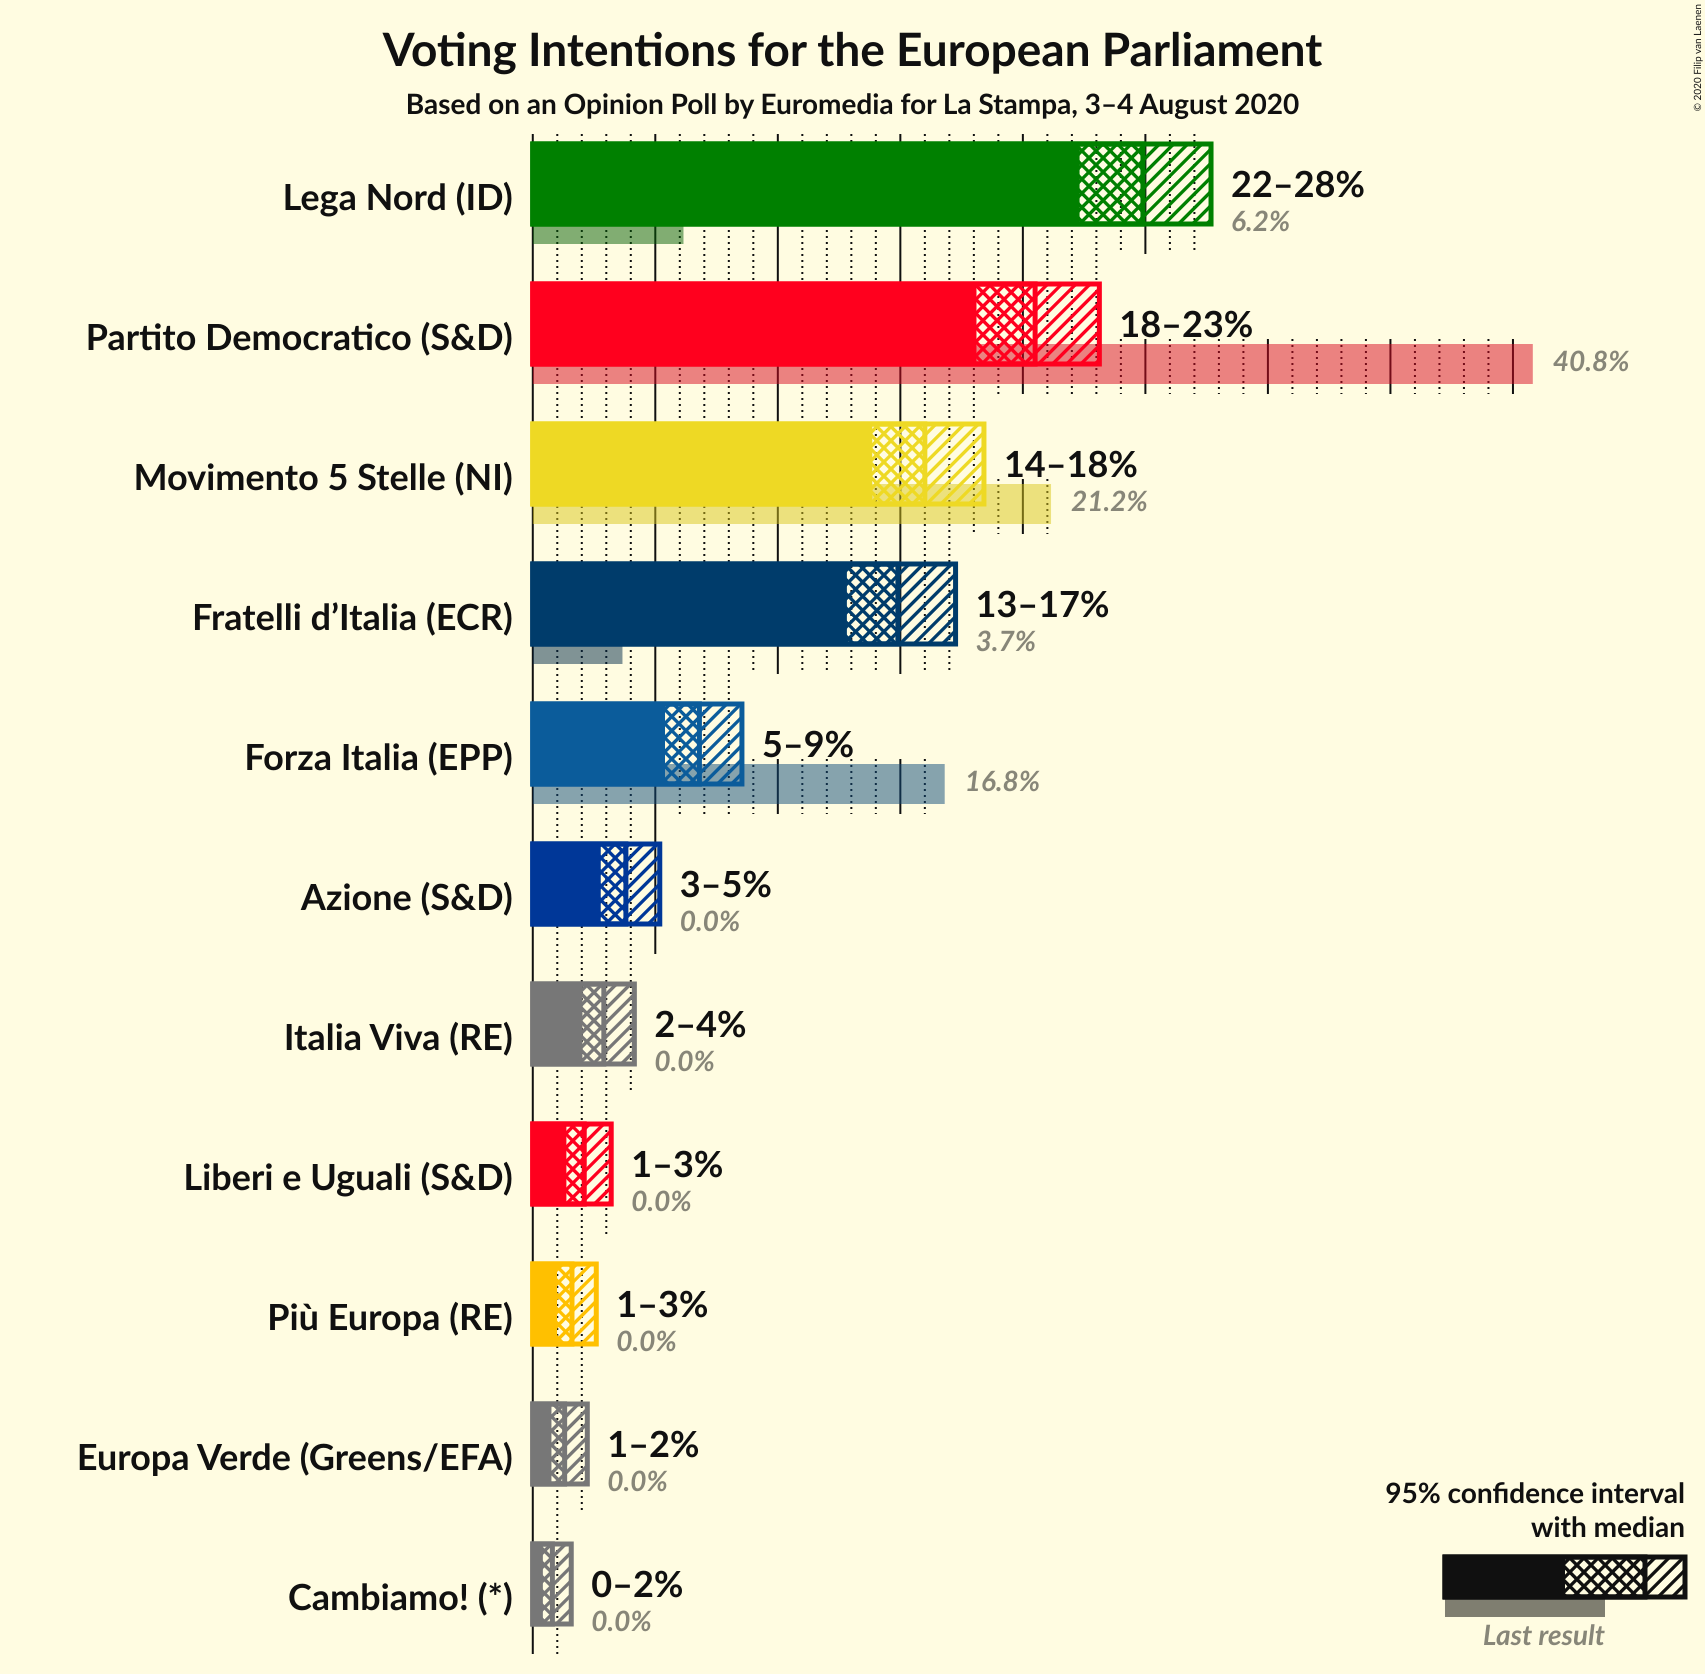 Voting Intentions for the European Parliament
Based on an Opinion Poll by Euromedia for La Stampa, 3–4 August 2020
© 2020 Filip van Laenen
Lega Nord (ID)
22–28%
6.2%
Partito Democratico (S&D)
18–23%
40.8%
Movimento 5 Stelle (NI)
14–18%
21.2%
Fratelli d’Italia (ECR)
13–17%
3.7%
Forza Italia (EPP)
5–9%
16.8%
Azione (S&D)
3–5%
0.0%
Italia Viva (RE)
2–4%
0.0%
Liberi e Uguali (S&D)
1–3%
0.0%
Più Europa (RE)
1–3%
0.0%
Europa Verde (Greens/EFA)
1–2%
0.0%
Cambiamo! (*)
0–2%
0.0%
95% confidence interval
with median
Last result